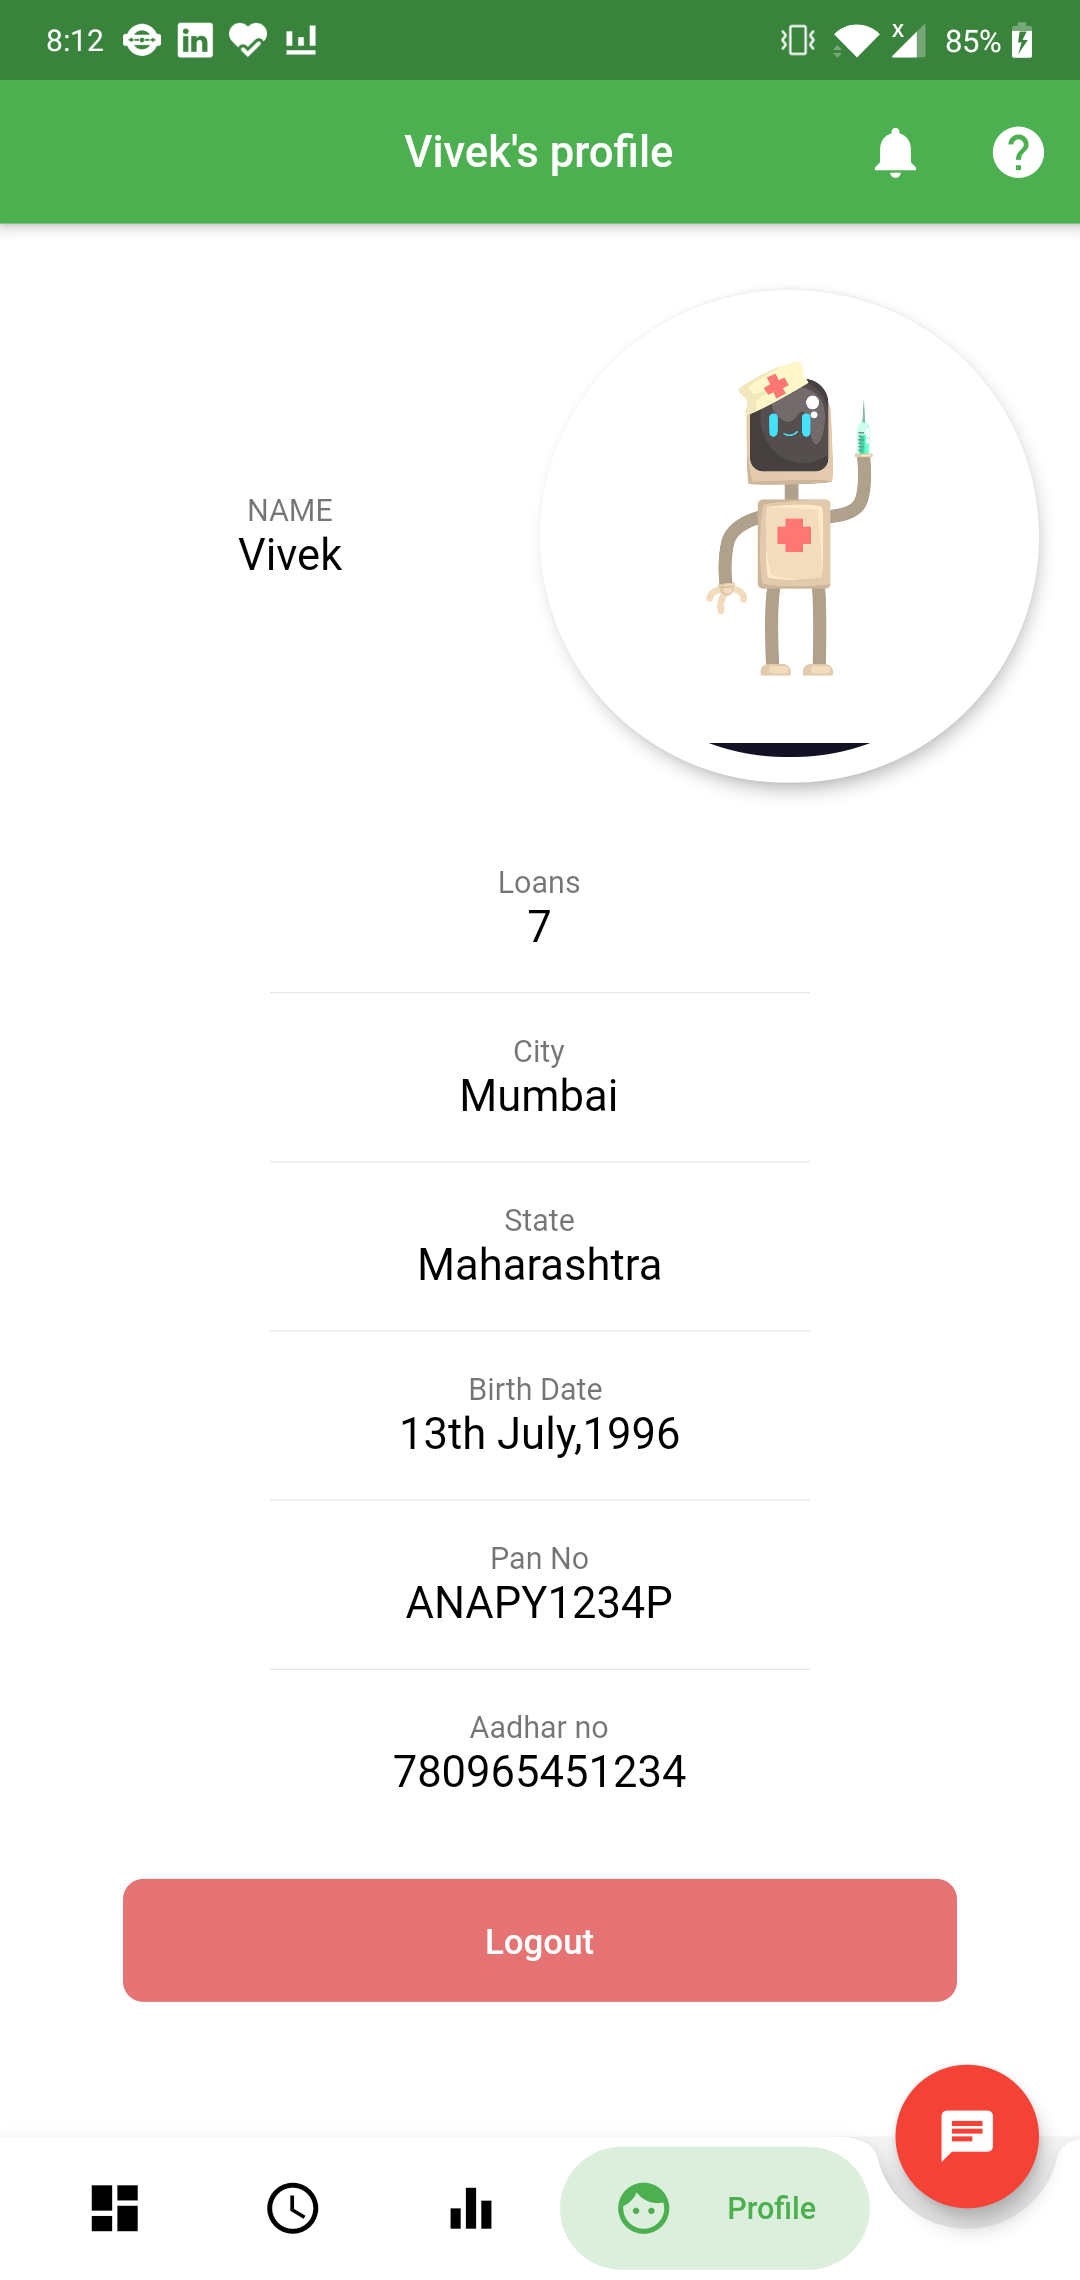 8:12
85%
Vivek's profile
NAME
Vivek
Loans
7
City
Mumbai
State
Maharashtra
Birth Date
13th July,1996
Pan No
ANAPY1234P
Aadhar no
780965451234
Logout
Profile